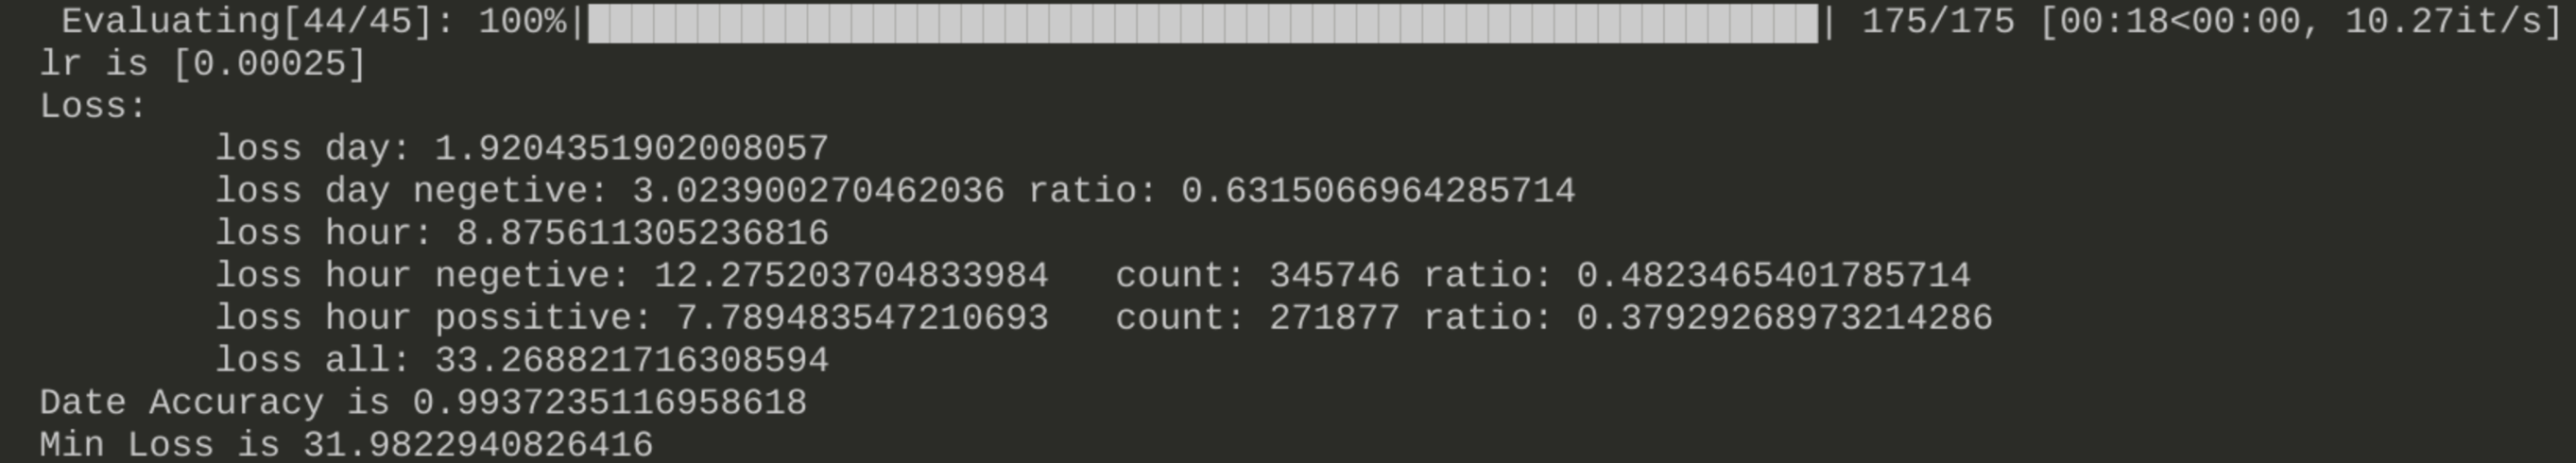 Evaluating[44/45]: 100%|██████████| 175/175 [00:18<00:00, 10.27it/s]
lr is [0.00025]
Loss:
loss day: 1.9204351902008057
loss day negetive: 3.023900270462036 ratio: 0.6315066964285714
loss hour: 8.875611305236816
loss hour negetive: 12.275203704833984 count: 345746 ratio: 0.4823465401785714
loss hour possitive: 7.789483547210693 count: 271877 ratio: 0.37929268973214286
loss all: 33.268821716308594
Date Accuracy is 0.9937235116958618
Min Loss is 31.9822940826416